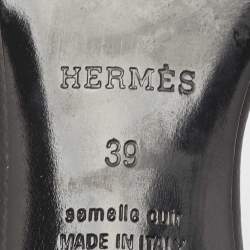 HERMÈS
39
semelle cuir
MADE IN ITALY